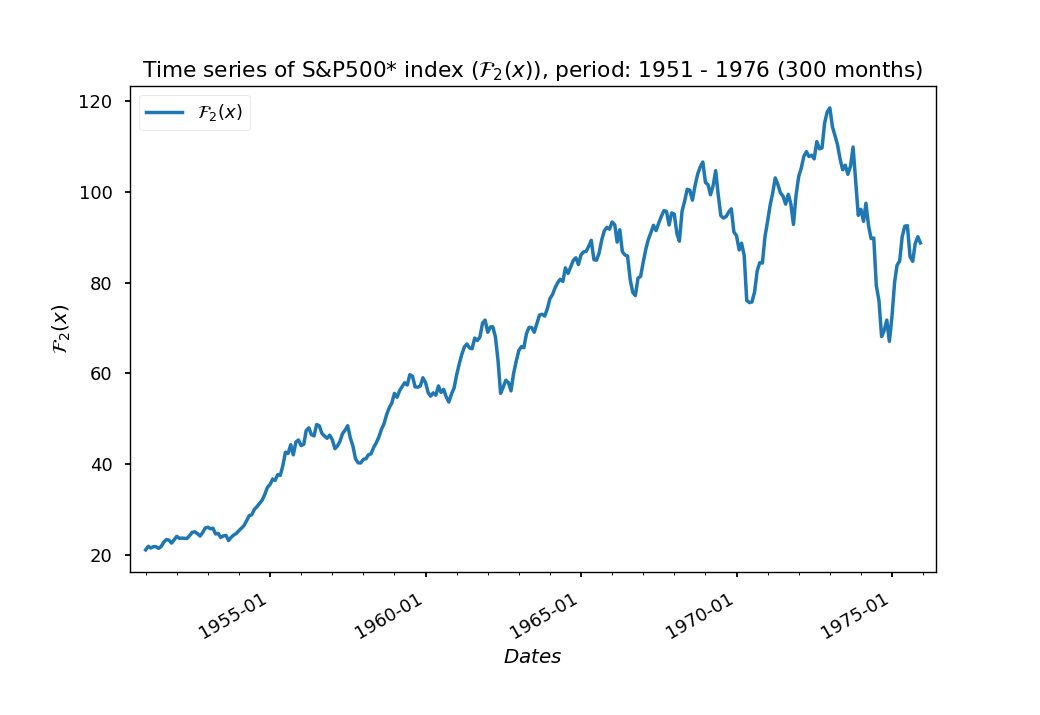 Time series of S&P500* index (ℱ₂(x)), period: 1951 - 1976 (300 months)
ℱ₂(x)
120
100
80
60
40
20
ℱ₂(x)
1955-01
1960-01
1965-01
1970-01
1975-01
Dates